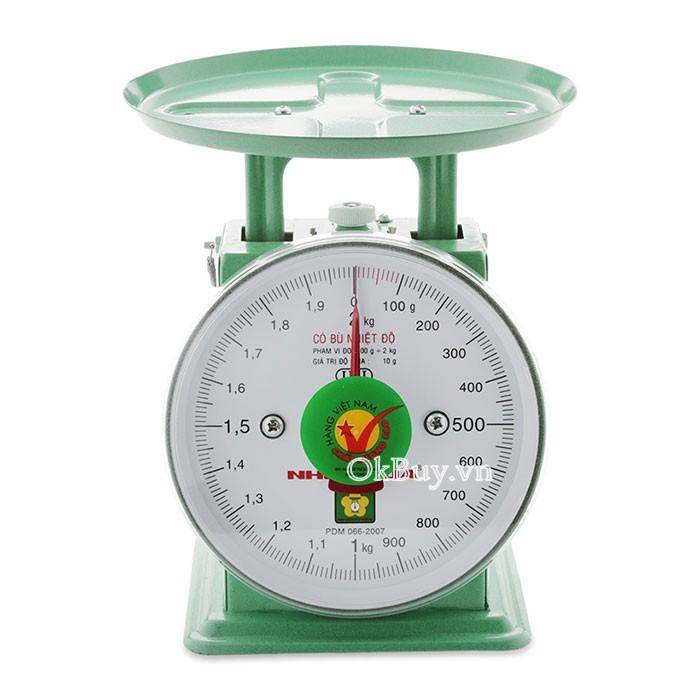 0
1,9 100 g
2 kg
1,8 200
CÓ BÙ NHIỆT ĐỘ
1,7 300
10 g
1,6 400
HÀNG VIỆT NAM
1,5 500
OkBuy.vn
1,4 600
1,3 700
1,2 800
PDM 066-2007
1,1 1 kg 900